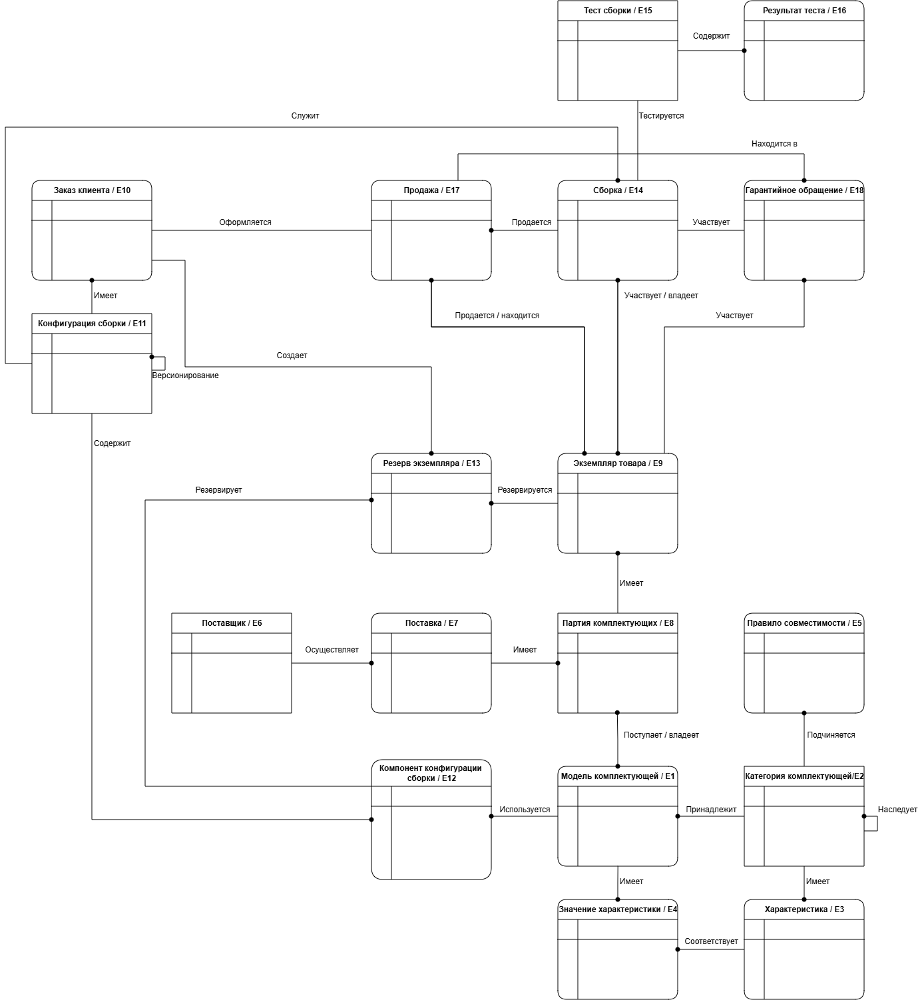 Тест сборки / E15
Результат теста / E16
Содержит
Служит
Тестируется
Находится в
Заказ клиента / E10
Продажа / E17
Сборка / E14
Гарантийное обращение / E18
Оформляется
Продается
Участвует
Имеет
Участвует / владеет
Продается / находится
Участвует
Конфигурация сборки / E11
Создает
Версионирование
Содержит
Резерв экземпляра / E13
Экземпляр товара / E9
Резервирует
Резервируется
Имеет
Поставщик / E6
Поставка / E7
Партия комплектующих / E8
Правило совместимости / E5
Осуществляет
Имеет
Поступает / владеет
Подчиняется
Компонент конфигурации
сборки / E12
Модель комплектующей / E1
Категория комплектующей/E2
Используется
Принадлежит
Наследует
Имеет
Имеет
Значение характеристики / E4
Характеристика / E3
Соответствует